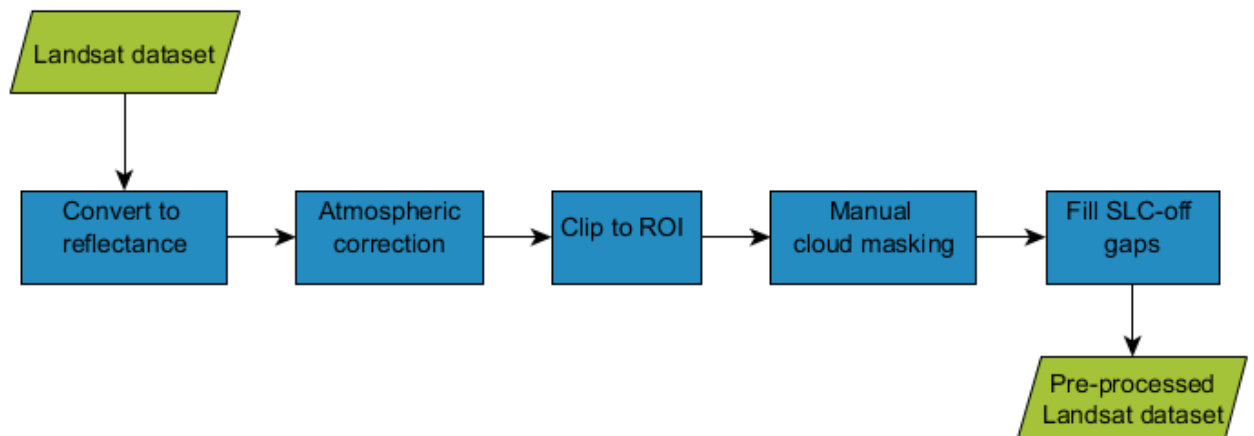 Landsat dataset
Convert to
reflectance
Atmospheric
correction
Clip to ROI
Manual
cloud masking
Fill SLC-off
gaps
Pre-processed
Landsat dataset